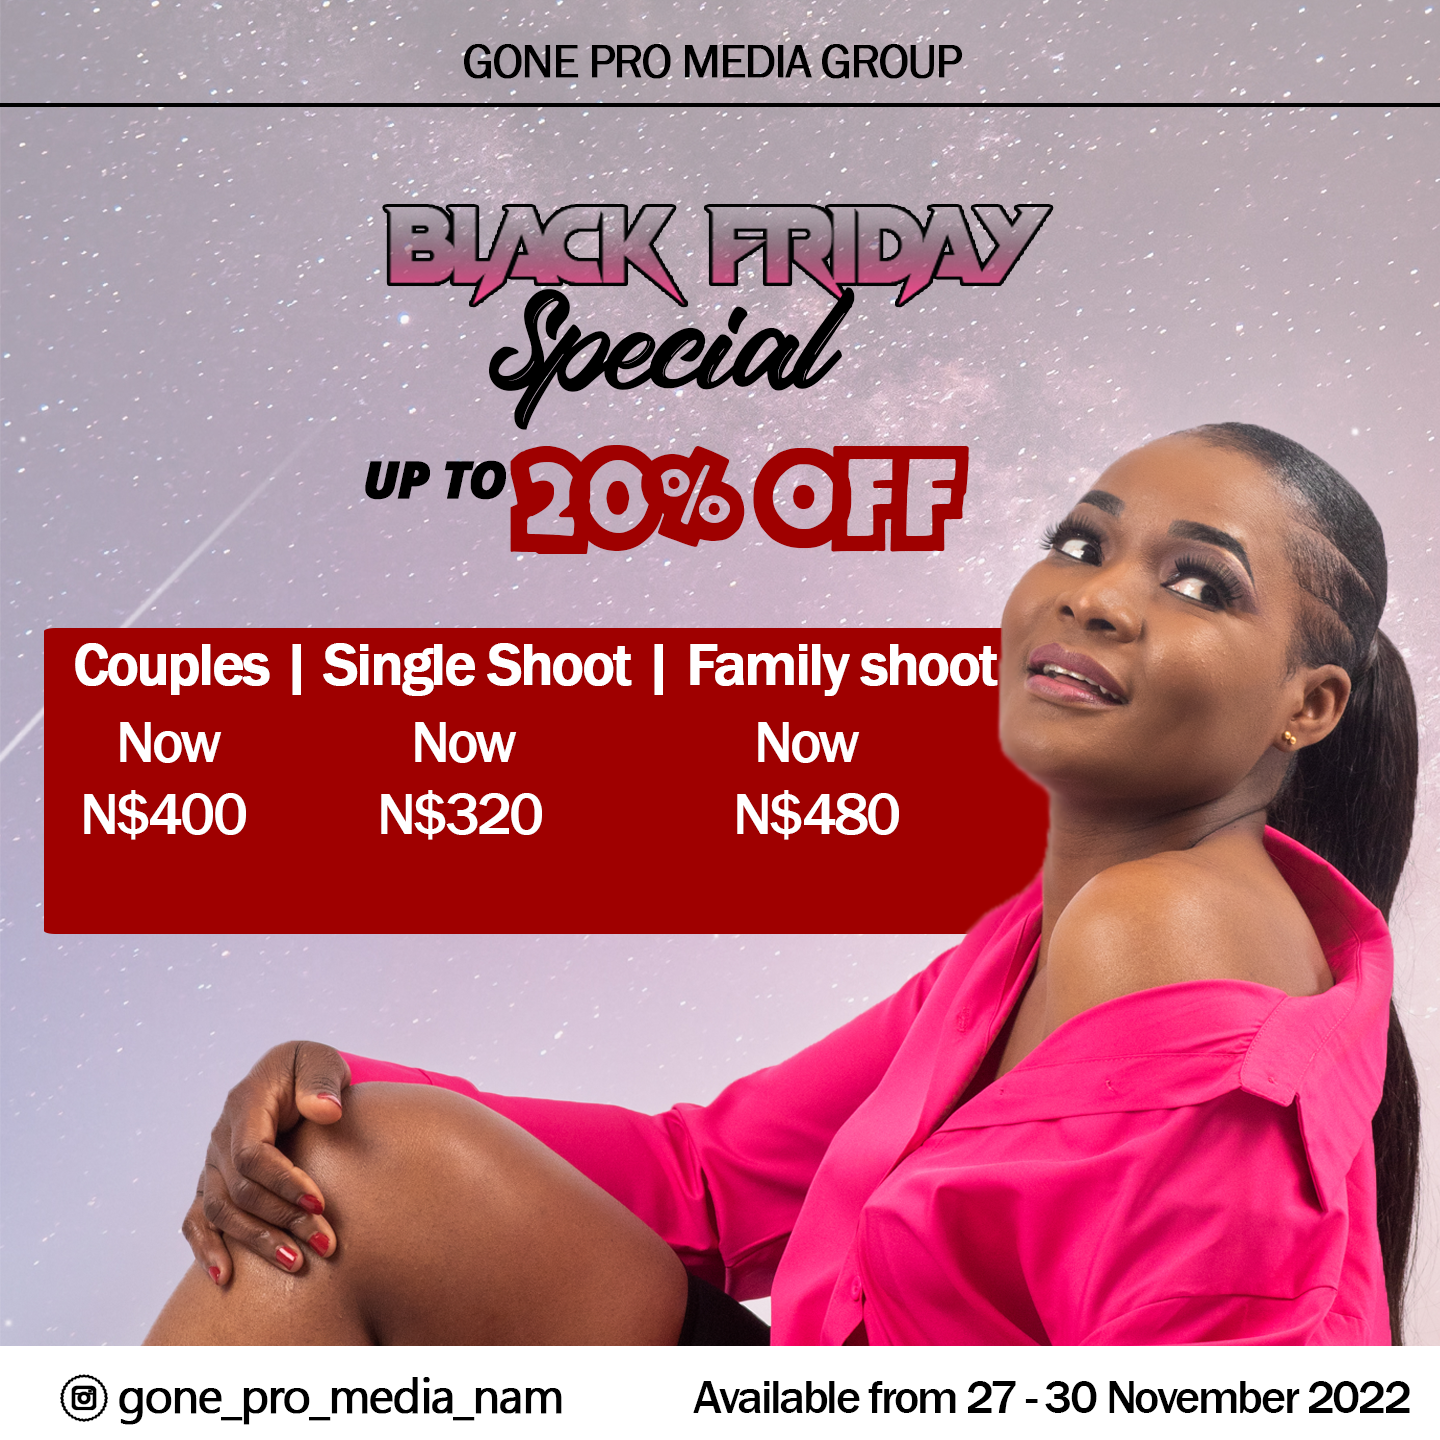 GONE PRO MEDIA GROUP
BLACK FRIDAY
Special
UP TO 20% OFF
Couples | Single Shoot | Family shoot
Now Now Now
N$400 N$320 N$480
gone_pro_media_nam
Available from 27 - 30 November 2022